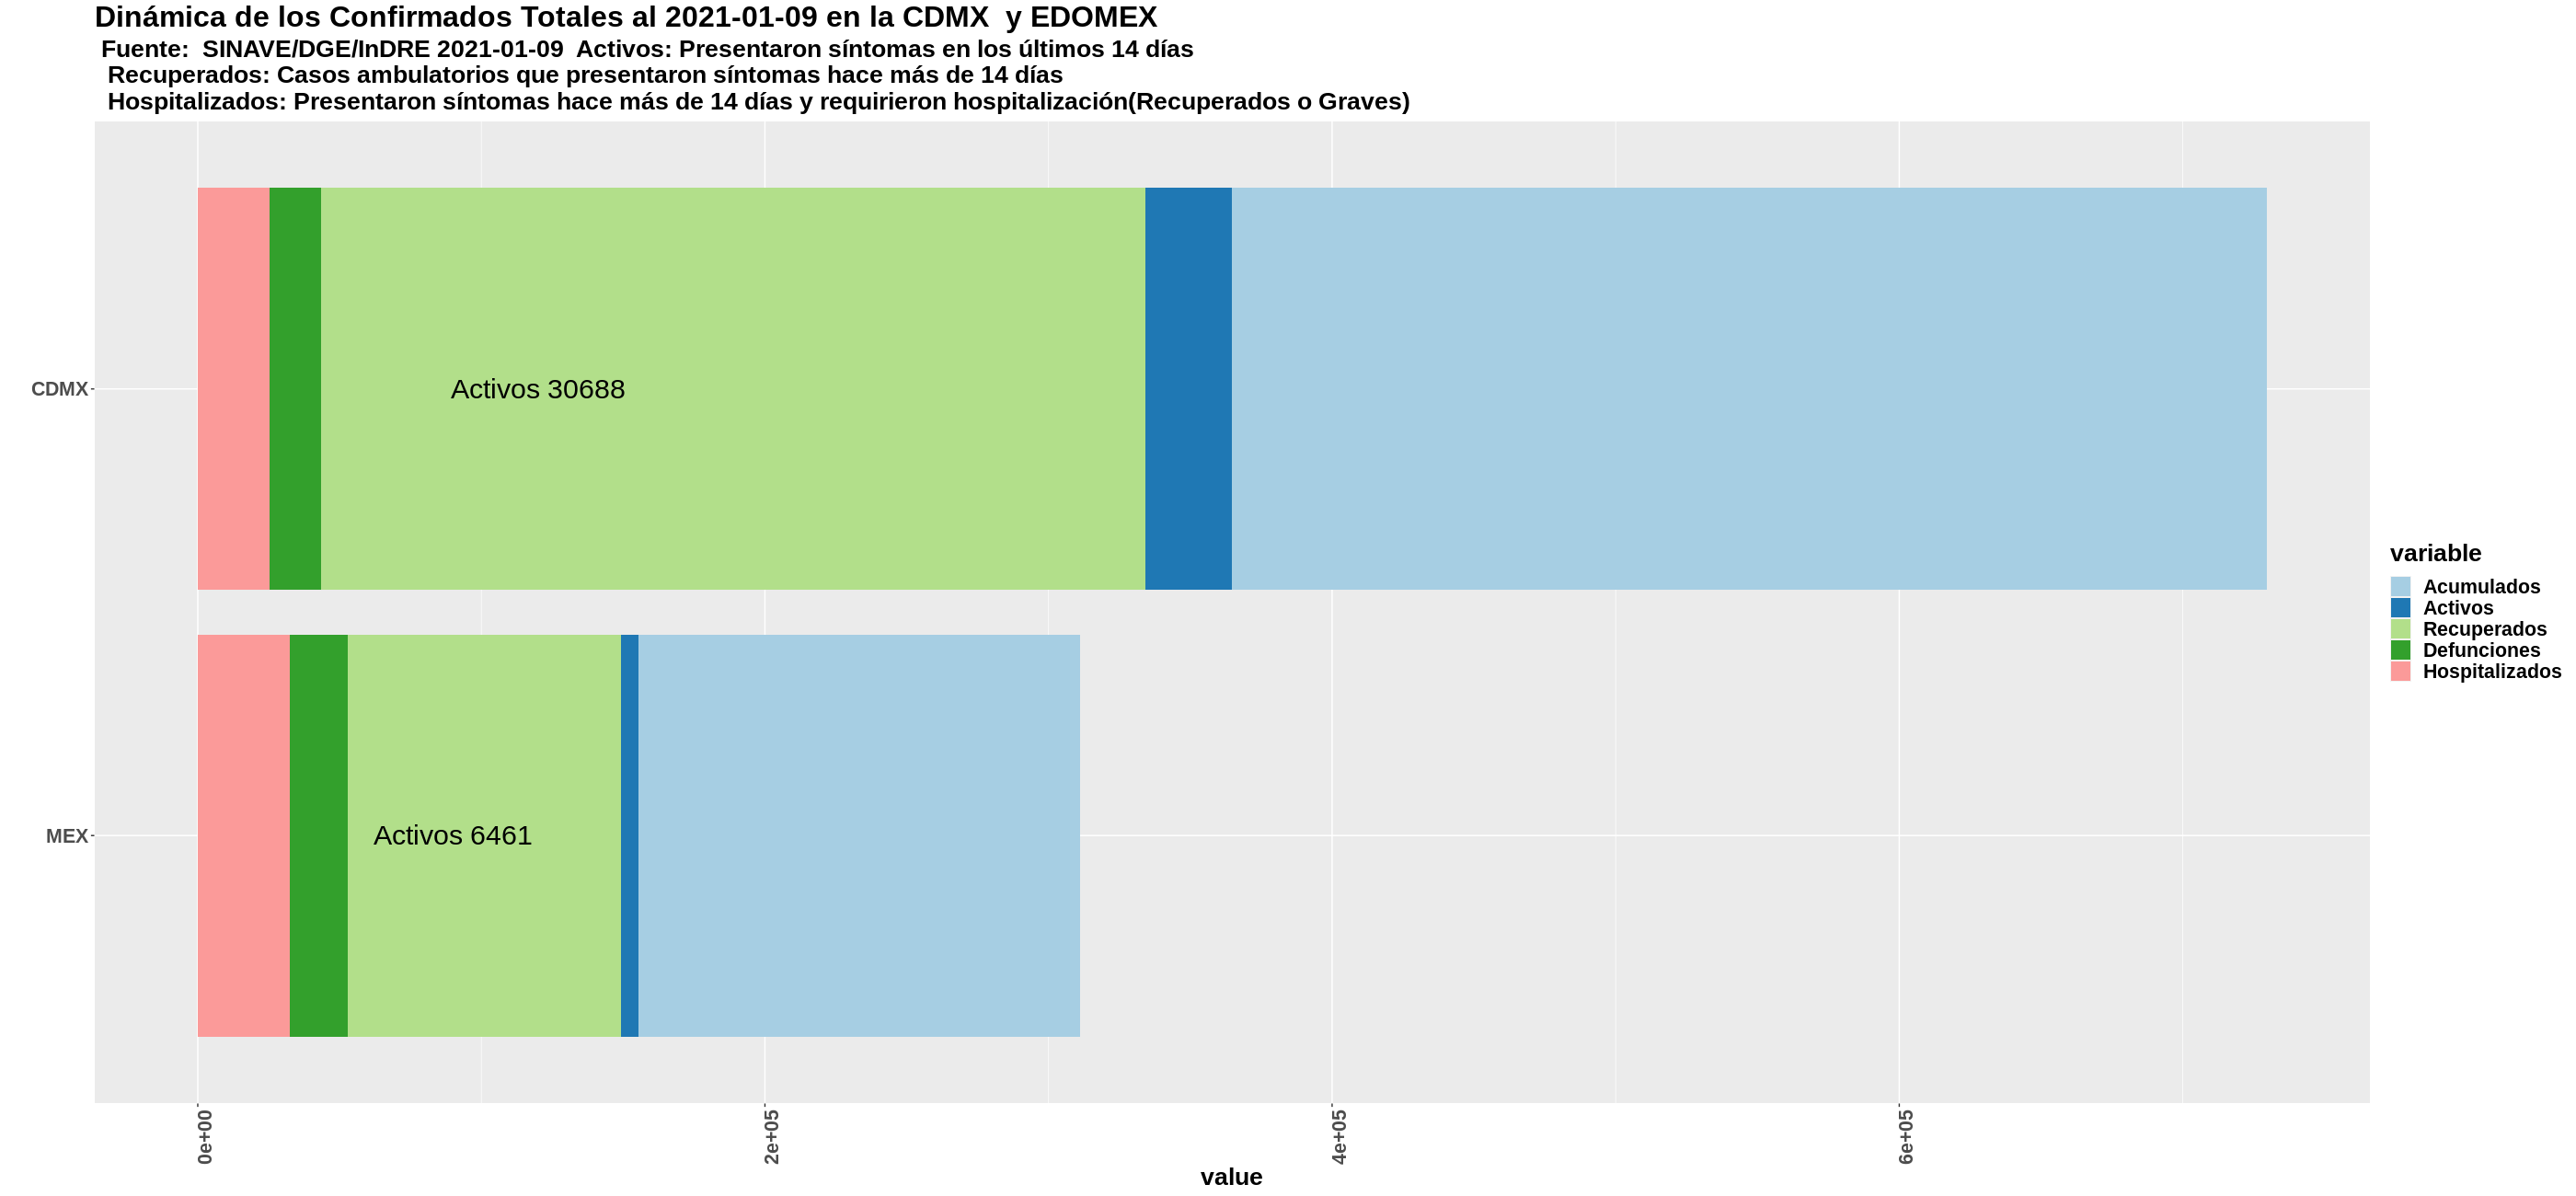 Dinámica de los Confirmados Totales al 2021-01-09 en la CDMX  y EDOMEX
Fuente:  SINAVE/DGE/InDRE 2021-01-09  Activos: Presentaron síntomas en los últimos 14 días
Recuperados: Casos ambulatorios que presentaron síntomas hace más de 14 días
Hospitalizados: Presentaron síntomas hace más de 14 días y requirieron hospitalización(Recuperados o Graves)
CDMX
Activos 30688
MEX
Activos 6461
0e+00
2e+05
4e+05
6e+05
value
variable
Acumulados
Activos
Recuperados
Defunciones
Hospitalizados